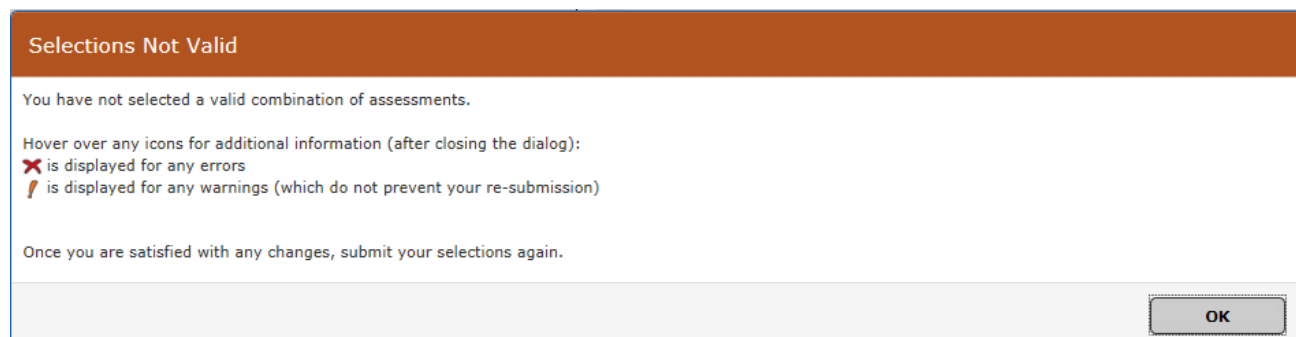 Selections Not Valid
You have not selected a valid combination of assessments.
Hover over any icons for additional information (after closing the dialog):
is displayed for any errors
is displayed for any warnings (which do not prevent your re-submission)
Once you are satisfied with any changes, submit your selections again.
OK